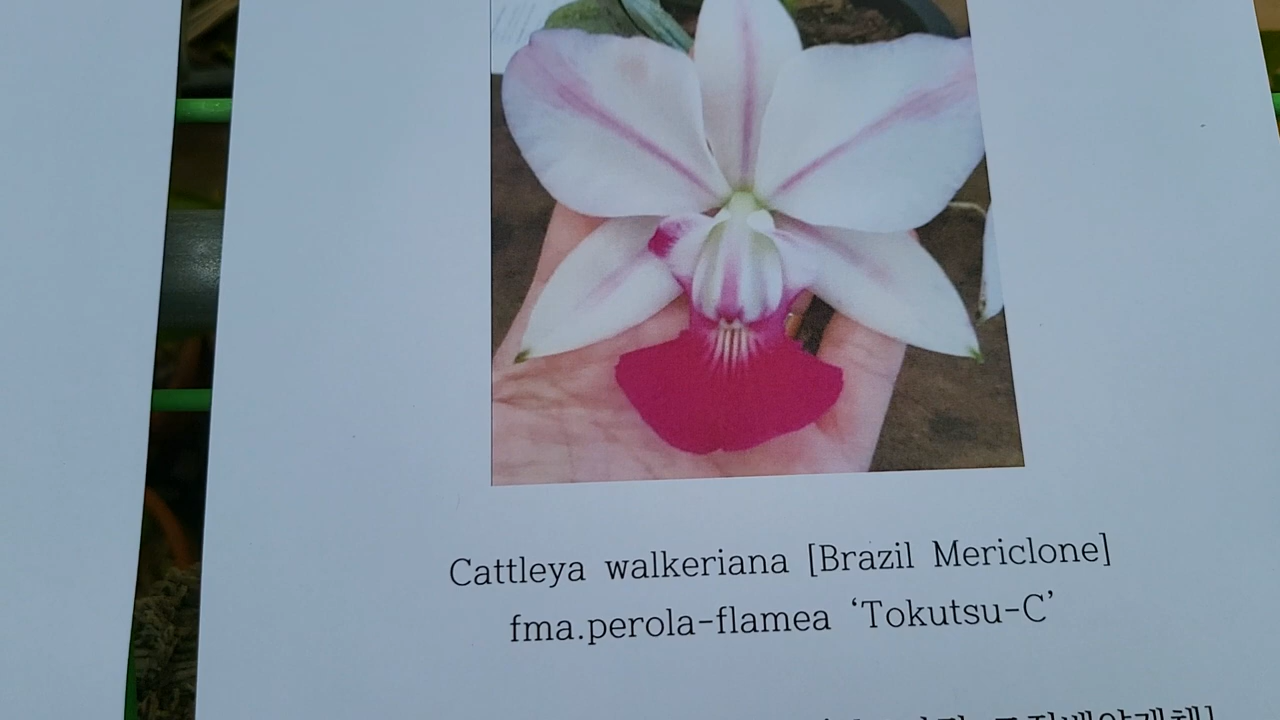 Cattleya walkeriana [Brazil Mericlone]
fma.perola-flamea ‘Tokutsu-C’